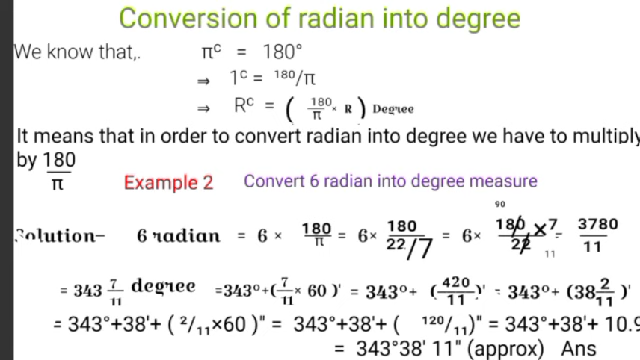 Conversion of radian into degree
We know that,. πᶜ = 180°
⇒ 1ᶜ = ¹⁸⁰/π
⇒ Rᶜ = ( 180/π × R ) Degree
It means that in order to convert radian into degree we have to multiply
by 180/π
Example 2 Convert 6 radian into degree measure
Solution– 6 radian = 6 × 180/π = 6× 180/22/7 = 6× 180/22 ×7 90 11 = 3780/11
= 343 7/11 degree =343°+(7/11 × 60 )' = 343°+ (420/11)' = 343°+ (38 2/11)'
= 343°+38'+ ( ²/₁₁×60 )" = 343°+38'+ ( ¹²⁰/₁₁)" = 343°+38'+ 10.9
= 343°38' 11" (approx) Ans